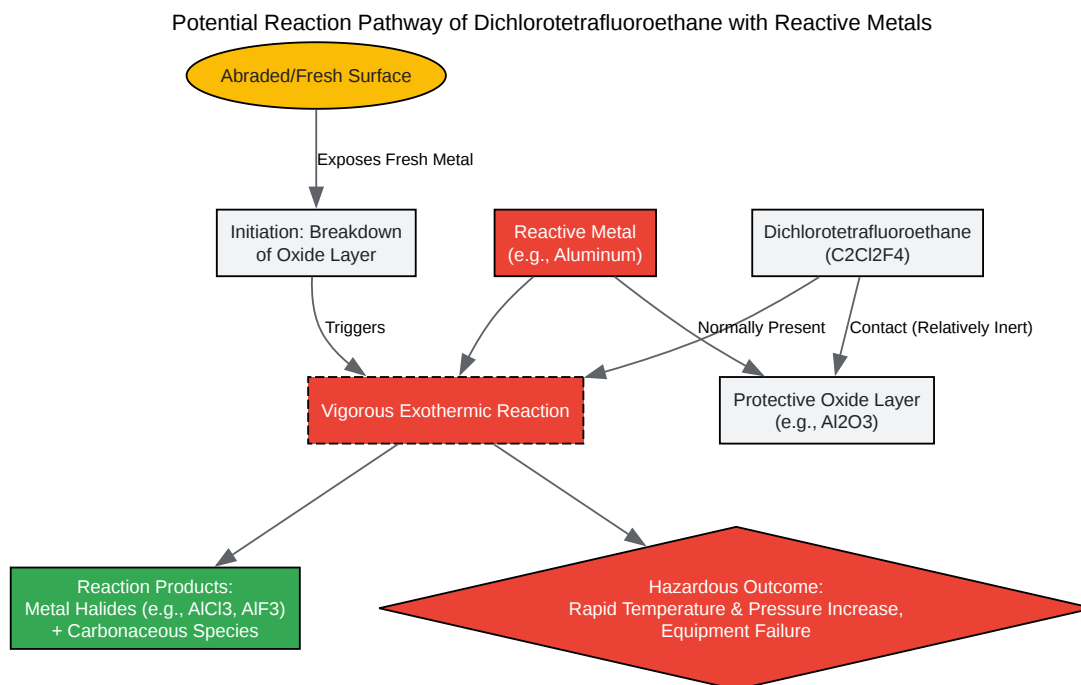 Potential Reaction Pathway of Dichlorotetrafluoroethane with Reactive Metals
Abraded/Fresh Surface
Exposes Fresh Metal
Initiation: Breakdown
of Oxide Layer
Reactive Metal
(e.g., Aluminum)
Dichlorotetrafluoroethane
(C2Cl2F4)
Triggers
Normally Present
Contact (Relatively Inert)
Vigorous Exothermic Reaction
Protective Oxide Layer
(e.g., Al2O3)
Reaction Products:
Metal Halides (e.g., AlCl3, AlF3)
+ Carbonaceous Species
Hazardous Outcome:
Rapid Temperature & Pressure Increase,
Equipment Failure